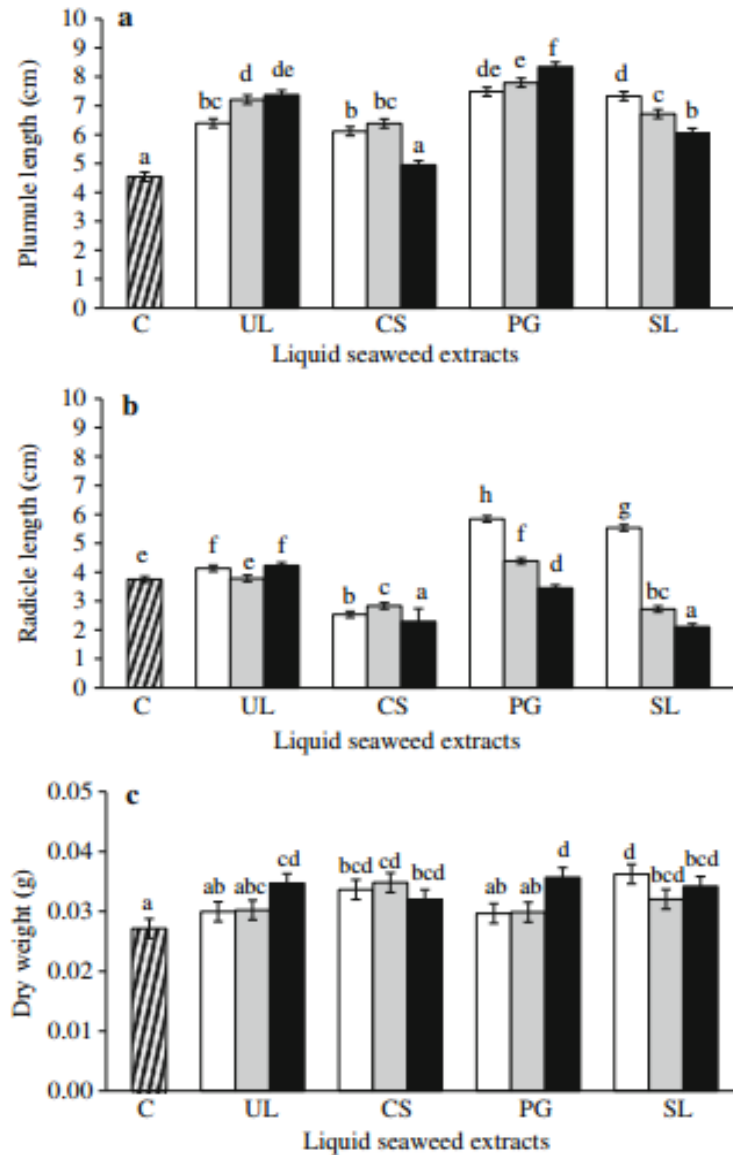 a
Plumule length (cm)
10
9
8
7
6
5
4
3
2
1
0
a bc d de b bc a de e f d c b
C UL CS PG SL
Liquid seaweed extracts
b
Radicle length (cm)
10
9
8
7
6
5
4
3
2
1
0
e f e f b c a h f d g bc a
C UL CS PG SL
Liquid seaweed extracts
c
Dry weight (g)
0.05
0.04
0.03
0.02
0.01
0.00
a ab abc cd bcd cd bcd ab ab d d bcd bcd
C UL CS PG SL
Liquid seaweed extracts